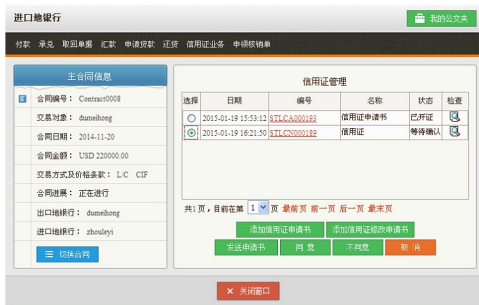 进口地银行
我的公文夹
付款 承兑 取回单据 汇款 申请贷款 还贷 信用证业务 申领核销单
主合同信息
合同编号： Contract0008
交易对象： dumeihong
合同日期： 2014-11-20
合同金额： USD 220000.00
交易方式及价格条款： L/C CIF
合同进展： 正在进行
出口地银行： dumeihong
进口地银行： zhouleyi
切换合同
信用证管理
选择 日期 编号 名称 状态 检查
2015-01-19 15:53:12 STLCA000193 信用证申请书 已开证
2015-01-19 16:21:50 STLCN000189 信用证 等待确认
共1页，目前在第 1 页 最前页 前一页 后一页 最末页
添加信用证申请书 添加信用证修改申请书
发送申请书 同意 不同意 取消
× 关闭窗口